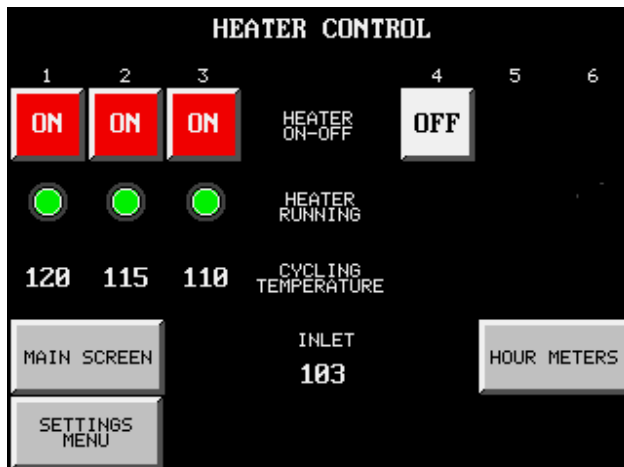 HEATER CONTROL
1 2 3 4 5 6
ON ON ON HEATER ON-OFF OFF
HEATER
RUNNING
120 115 110 CYCLING TEMPERATURE
MAIN SCREEN
INLET
103
HOUR METERS
SETTINGS
MENU